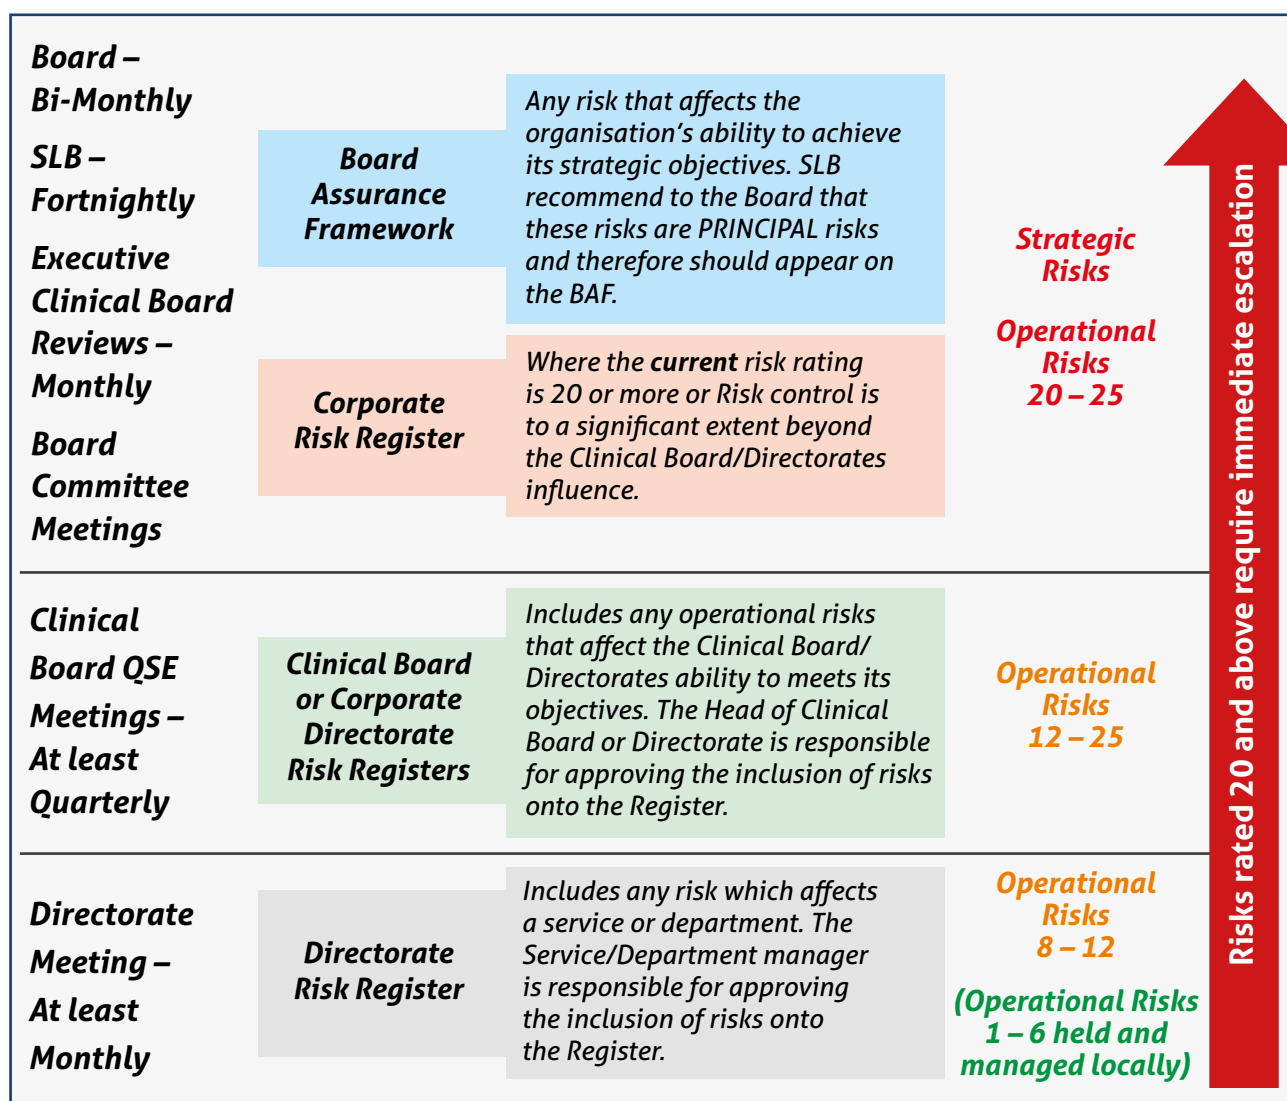 Board –
Bi-Monthly
SLB –
Fortnightly
Executive
Clinical Board
Reviews –
Monthly
Board
Committee
Meetings
Board
Assurance
Framework
Any risk that affects the
organisation’s ability to achieve
its strategic objectives. SLB
recommend to the Board that
these risks are PRINCIPAL risks
and therefore should appear on
the BAF.
Corporate
Risk Register
Where the current risk rating
is 20 or more or Risk control is
to a significant extent beyond
the Clinical Board/Directorates
influence.
Strategic
Risks
Operational
Risks
20 – 25
Clinical
Board QSE
Meetings –
At least
Quarterly
Clinical Board
or Corporate
Directorate
Risk Registers
Includes any operational risks
that affect the Clinical Board/
Directorates ability to meets its
objectives. The Head of Clinical
Board or Directorate is responsible
for approving the inclusion of risks
onto the Register.
Operational
Risks
12 – 25
Directorate
Meeting –
At least
Monthly
Directorate
Risk Register
Includes any risk which affects
a service or department. The
Service/Department manager
is responsible for approving
the inclusion of risks onto
the Register.
Operational
Risks
8 – 12
(Operational Risks
1 – 6 held and
managed locally)
Risks rated 20 and above require immediate escalation